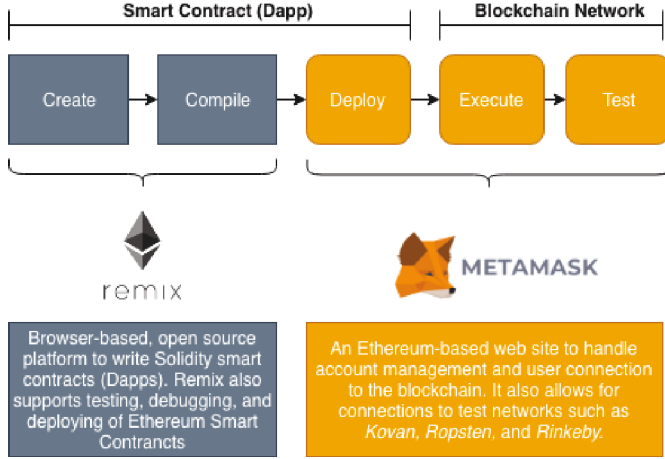 Smart Contract (Dapp)
Blockchain Network
Create
Compile
Deploy
Execute
Test
remix
METAMASK
Browser-based, open source
platform to write Solidity smart
contracts (Dapps). Remix also
supports testing, debugging, and
deploying of Ethereum Smart
Contrancts
An Ethereum-based web site to handle
account management and user connection
to the blockchain. It also allows for
connections to test networks such as
Kovan, Ropsten, and Rinkeby.